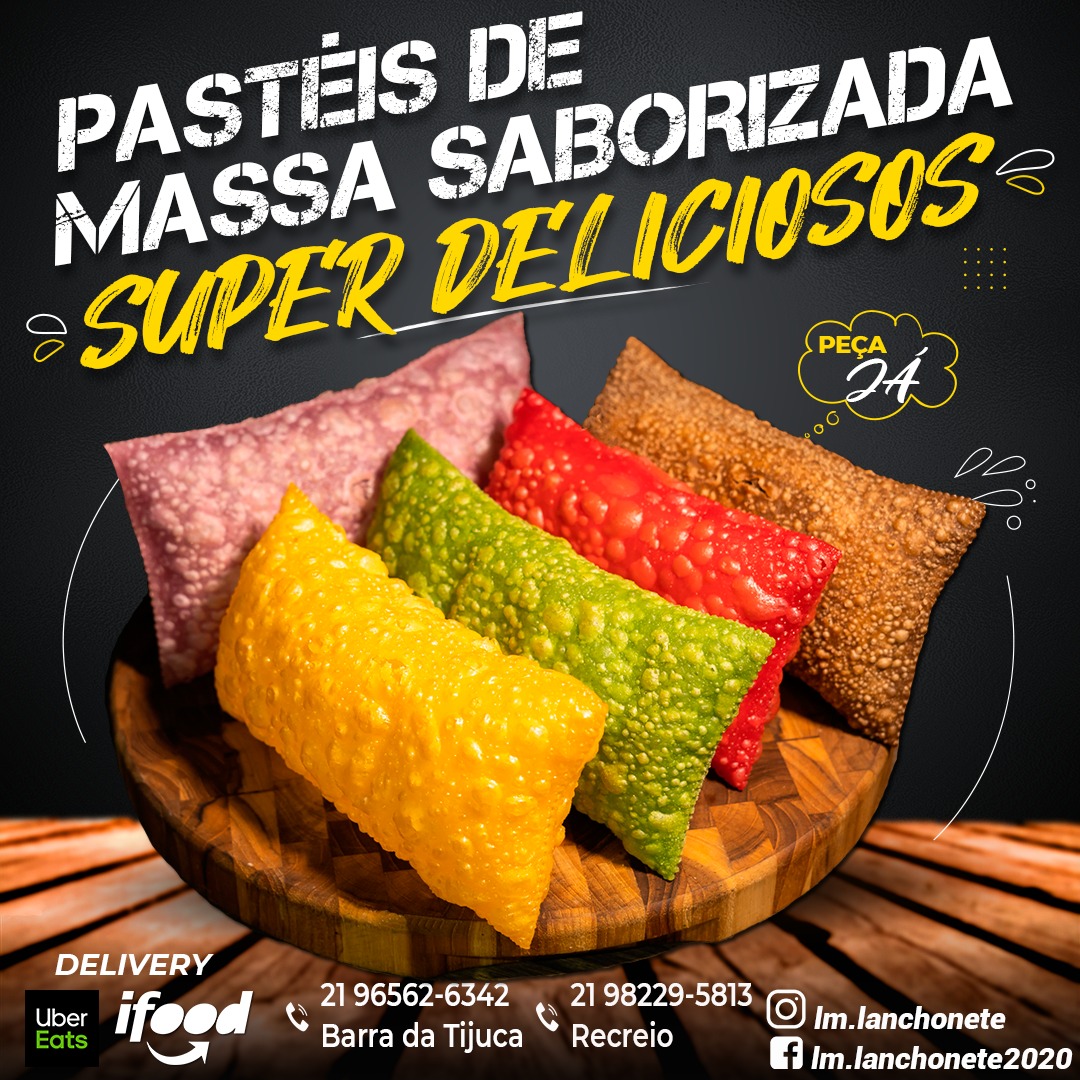 PASTÉIS DE
MASSA SABORIZADA
SUPER DELICIOSOS
PEÇA
JÁ
DELIVERY
Uber
Eats
ifood
21 96562-6342
Barra da Tijuca
21 98229-5813
Recreio
lm.lanchonete
lm.lanchonete2020